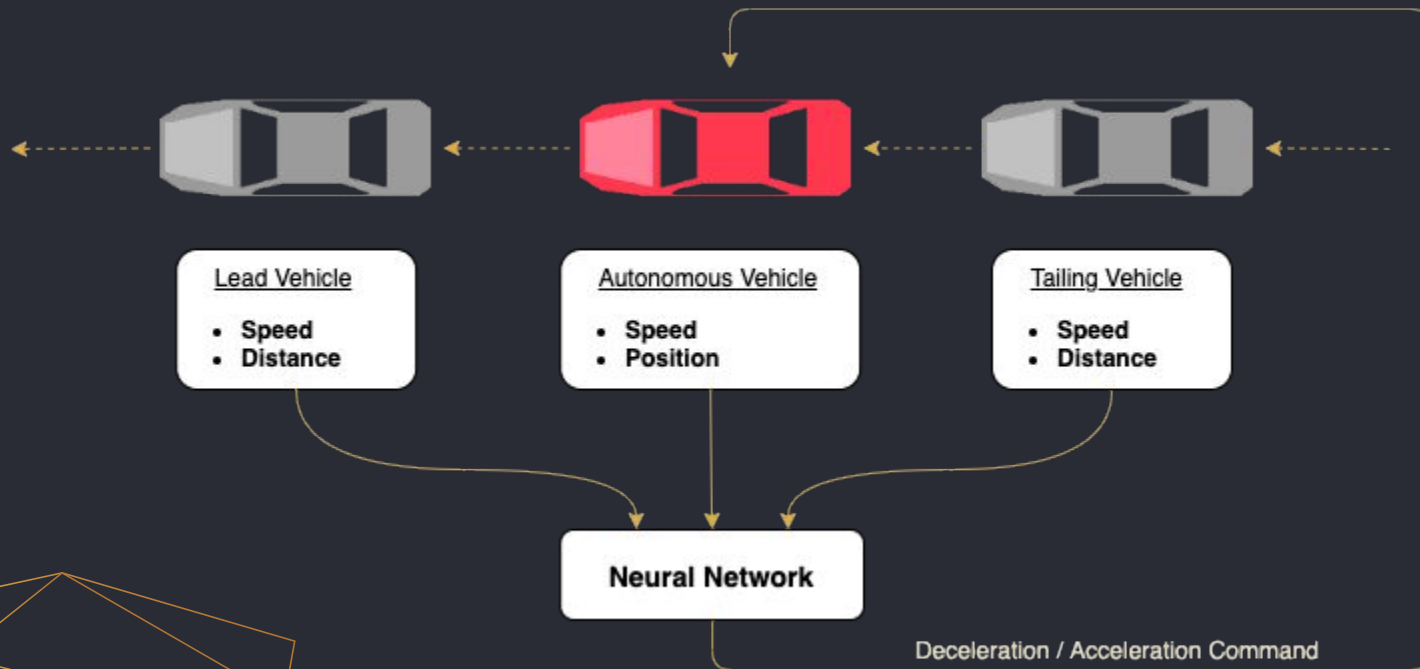 Lead Vehicle
• Speed
• Distance
Autonomous Vehicle
• Speed
• Position
Tailing Vehicle
• Speed
• Distance
Neural Network
Deceleration / Acceleration Command